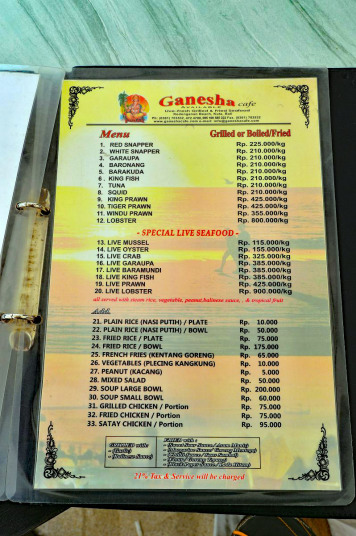 Ganesha cafe
AVAILABLE
Live Fresh Grilled & Fried Seafood
Menu Grilled or Boiled/Fried
1. RED SNAPPER Rp. 225.000/kg
2. WHITE SNAPPER Rp. 210.000/kg
3. GARAUPA Rp. 210.000/kg
4. BARONANG Rp. 210.000/kg
5. BARAKUDA Rp. 210.000/kg
6. KING FISH Rp. 210.000/kg
7. TUNA Rp. 210.000/kg
8. SQUID Rp. 210.000/kg
9. KING PRAWN Rp. 425.000/kg
10. TIGER PRAWN Rp. 425.000/kg
11. WINDU PRAWN Rp. 355.000/kg
12. LOBSTER Rp. 800.000/kg
- SPECIAL LIVE SEAFOOD -
13. LIVE MUSSEL Rp. 115.000/kg
14. LIVE OYSTER Rp. 155.000/kg
15. LIVE CRAB Rp. 325.000/kg
16. LIVE GARAUPA Rp. 385.000/kg
17. LIVE BARAMUNDI Rp. 385.000/kg
18. LIVE KING FISH Rp. 385.000/kg
19. LIVE PRAWN Rp. 425.000/kg
20. LIVE LOBSTER Rp. 900.000/kg
all served with steam rice, vegetable, peanut, balinese sauce, , & tropical fruit
Add.
21. PLAIN RICE (NASI PUTIH) / PLATE Rp. 10.000
22. PLAIN RICE (NASI PUTIH) / BOWL Rp. 50.000
23. FRIED RICE / PLATE Rp. 75.000
24. FRIED RICE / BOWL Rp. 175.000
25. FRENCH FRIES (KENTANG GORENG) Rp. 65.000
26. VEGETABLES (PLECING KANGKUNG) Rp. 10.000
27. PEANUT (KACANG) Rp. 5.000
28. MIXED SALAD Rp. 50.000
29. SOUP LARGE BOWL Rp. 200.000
30. SOUP SMALL BOWL Rp. 60.000
31. GRILLED CHICKEN / Portion Rp. 75.000
32. FRIED CHICKEN / Portion Rp. 75.000
33. SATAY CHICKEN / Portion Rp. 95.000
21% Tax & Service will be charged